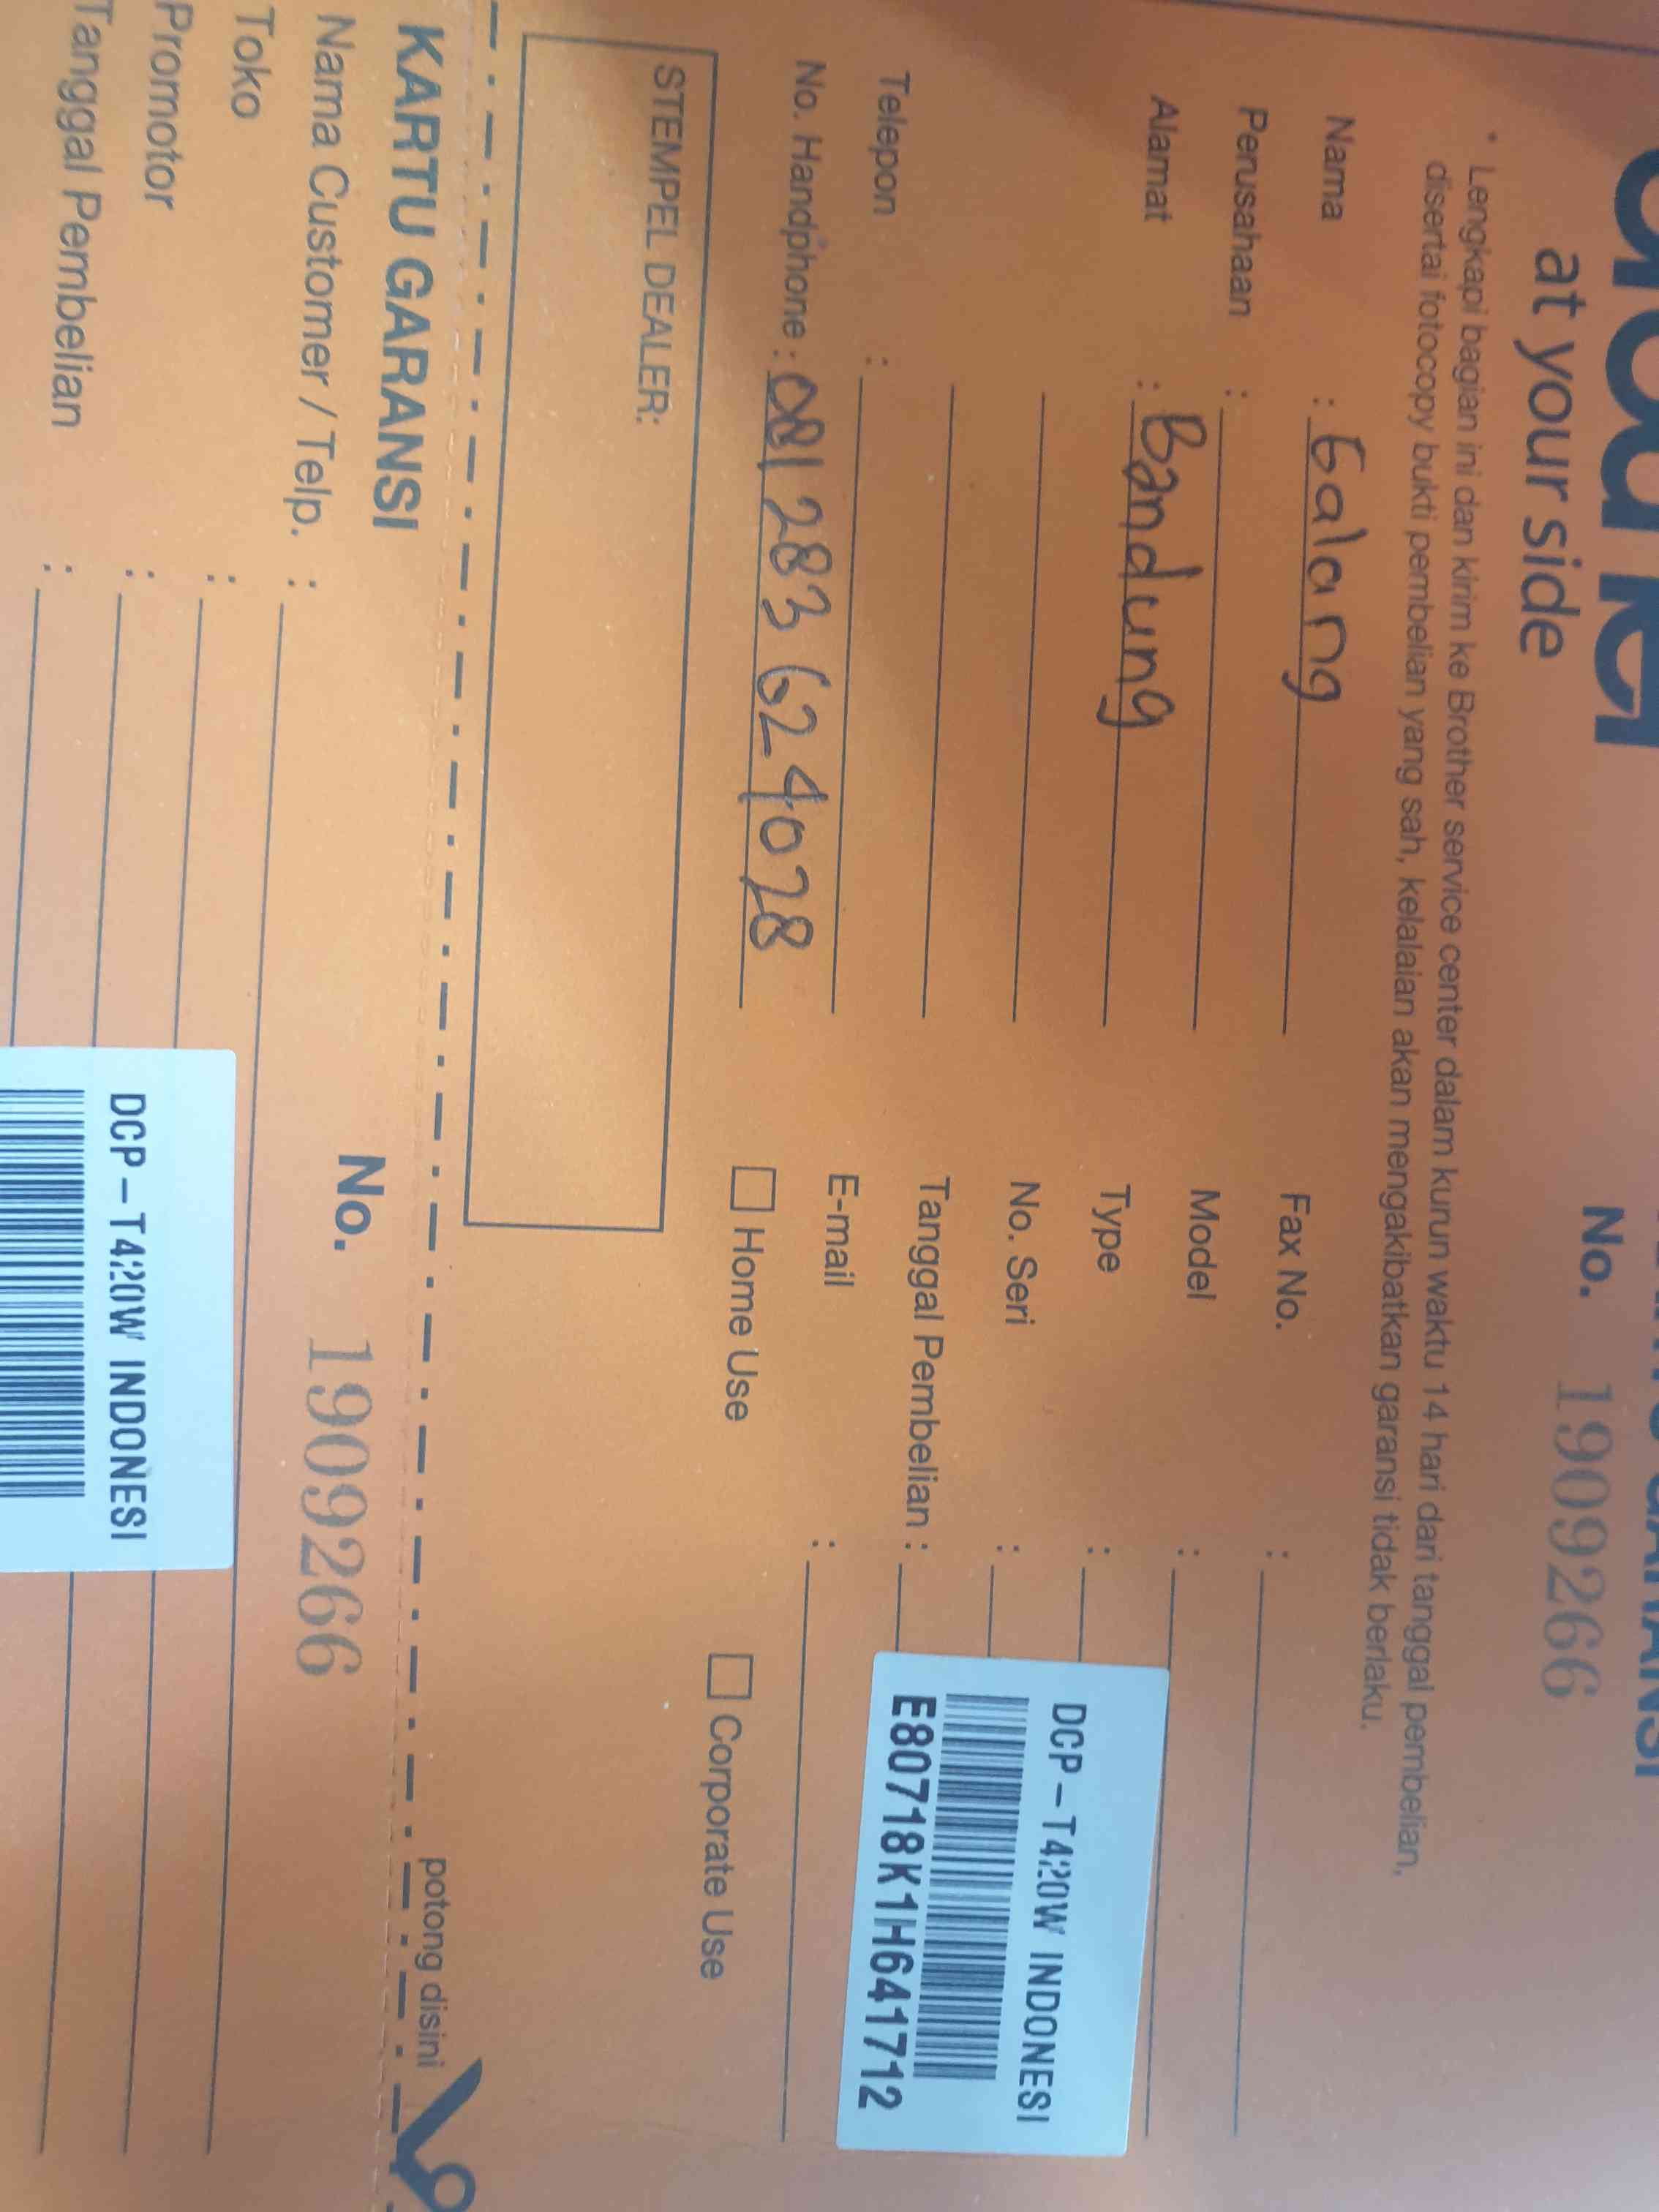 at your side
No. 1909266
* Lengkapi bagian ini dan kirim ke Brother service center dalam kurun waktu 14 hari dari tanggal pembelian,
disertai fotocopy bukti pembelian yang sah, kelalaian akan mengakibatkan garansi tidak berlaku.
Nama : Galang
Perusahaan :
Alamat : Bandung
Telepon :
No. Handphone : 081 283 624028
Fax No. :
Model :
Type :
No. Seri :
Tanggal Pembelian :
E-mail :
Home Use
Corporate Use
DCP-T420W INDONESI
E80718K1H641712
STEMPEL DEALER:
potong disini
KARTU GARANSI
No. 1909266
Nama Customer / Telp. :
Toko :
Promotor :
Tanggal Pembelian :
DCP-T420W INDONESI